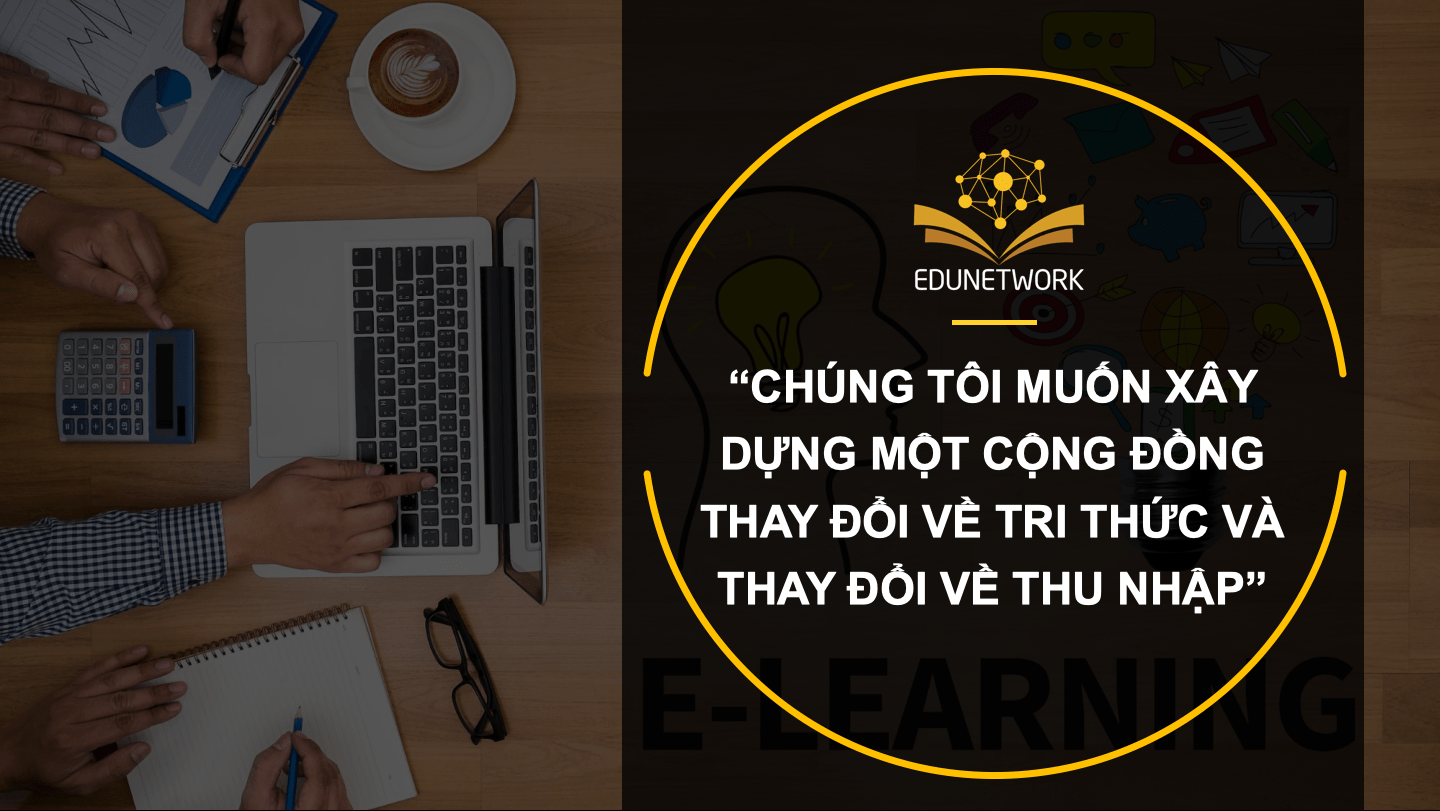 EDUNETWORK
“CHÚNG TÔI MUỐN XÂY
DỰNG MỘT CỘNG ĐỒNG
THAY ĐỔI VỀ TRI THỨC VÀ
THAY ĐỔI VỀ THU NHẬP”
E-LEARNING